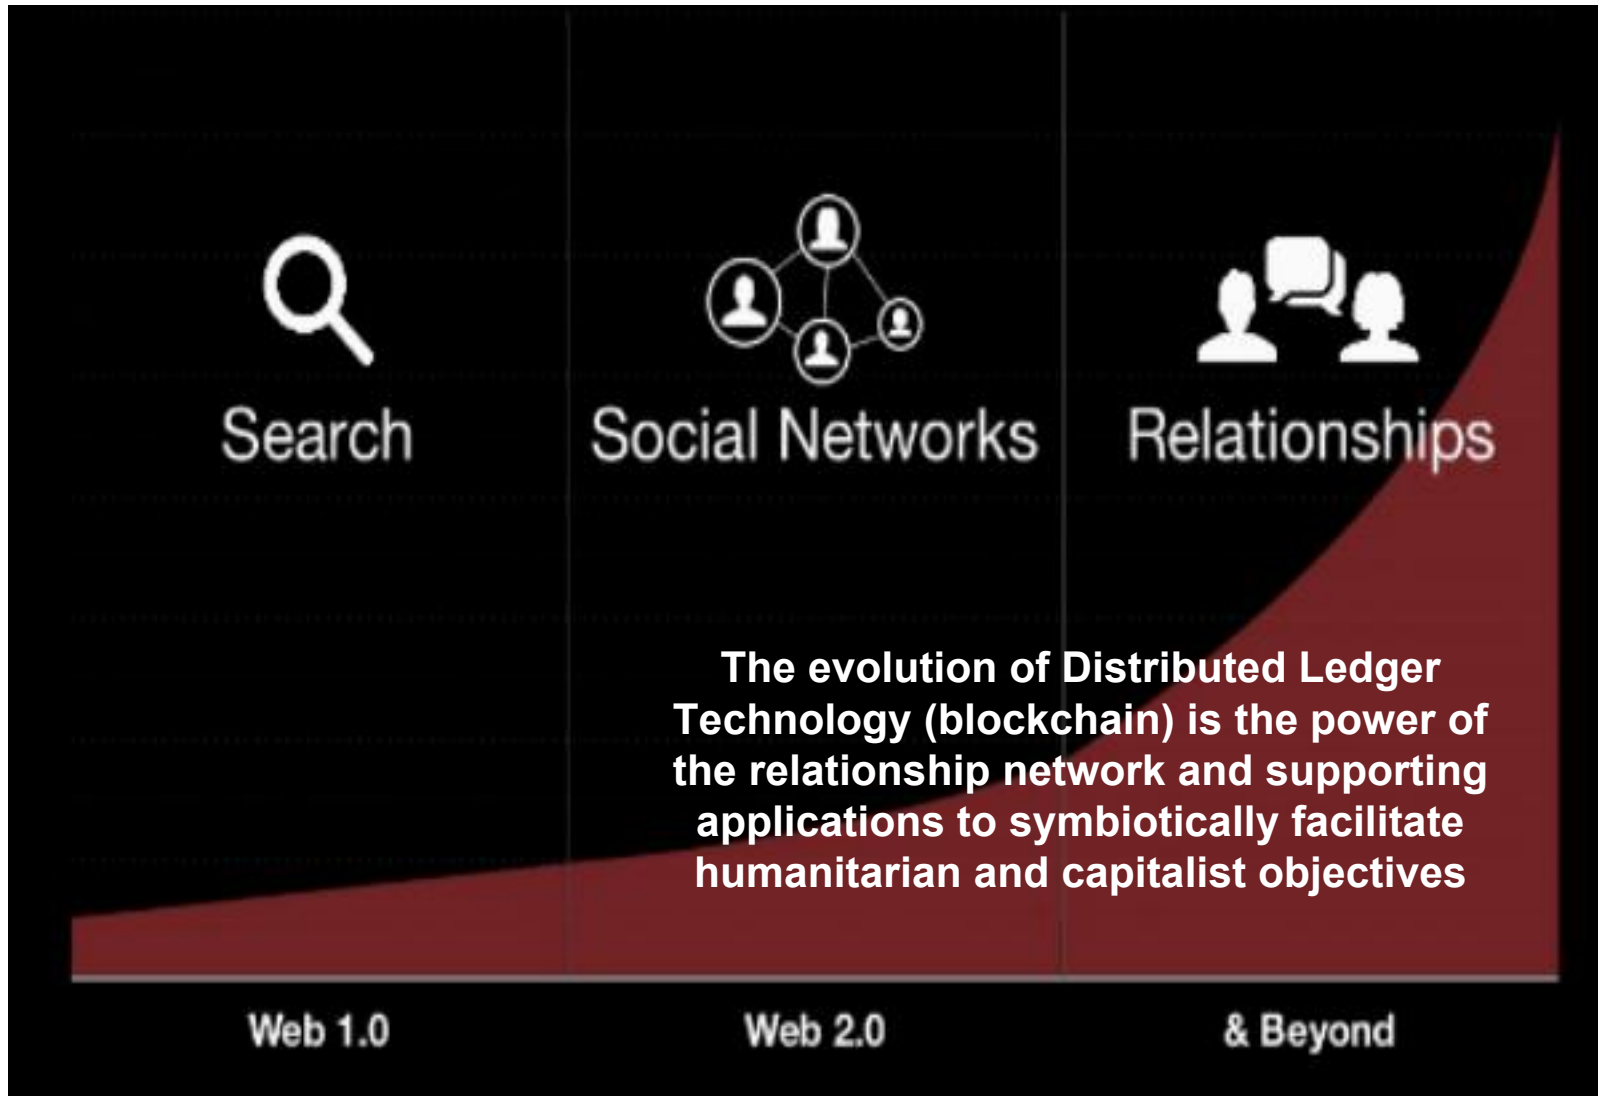 Search
Social Networks
Relationships
The evolution of Distributed Ledger
Technology (blockchain) is the power of
the relationship network and supporting
applications to symbiotically facilitate
humanitarian and capitalist objectives
Web 1.0
Web 2.0
& Beyond